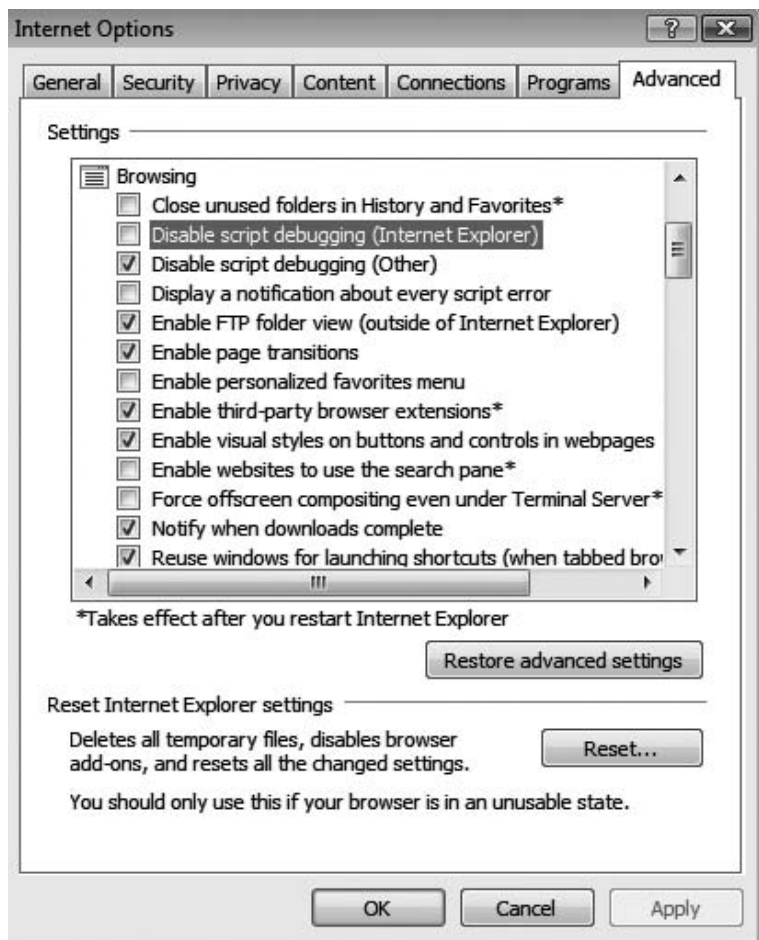 Internet Options
General Security Privacy Content Connections Programs Advanced
Settings
Browsing
Close unused folders in History and Favorites*
Disable script debugging (Internet Explorer)
Disable script debugging (Other)
Display a notification about every script error
Enable FTP folder view (outside of Internet Explorer)
Enable page transitions
Enable personalized favorites menu
Enable third-party browser extensions*
Enable visual styles on buttons and controls in webpages
Enable websites to use the search pane*
Force offscreen compositing even under Terminal Server*
Notify when downloads complete
Reuse windows for launching shortcuts (when tabbed brow
*Takes effect after you restart Internet Explorer
Restore advanced settings
Reset Internet Explorer settings
Deletes all temporary files, disables browser
add-ons, and resets all the changed settings.
Reset...
You should only use this if your browser is in an unusable state.
OK Cancel Apply